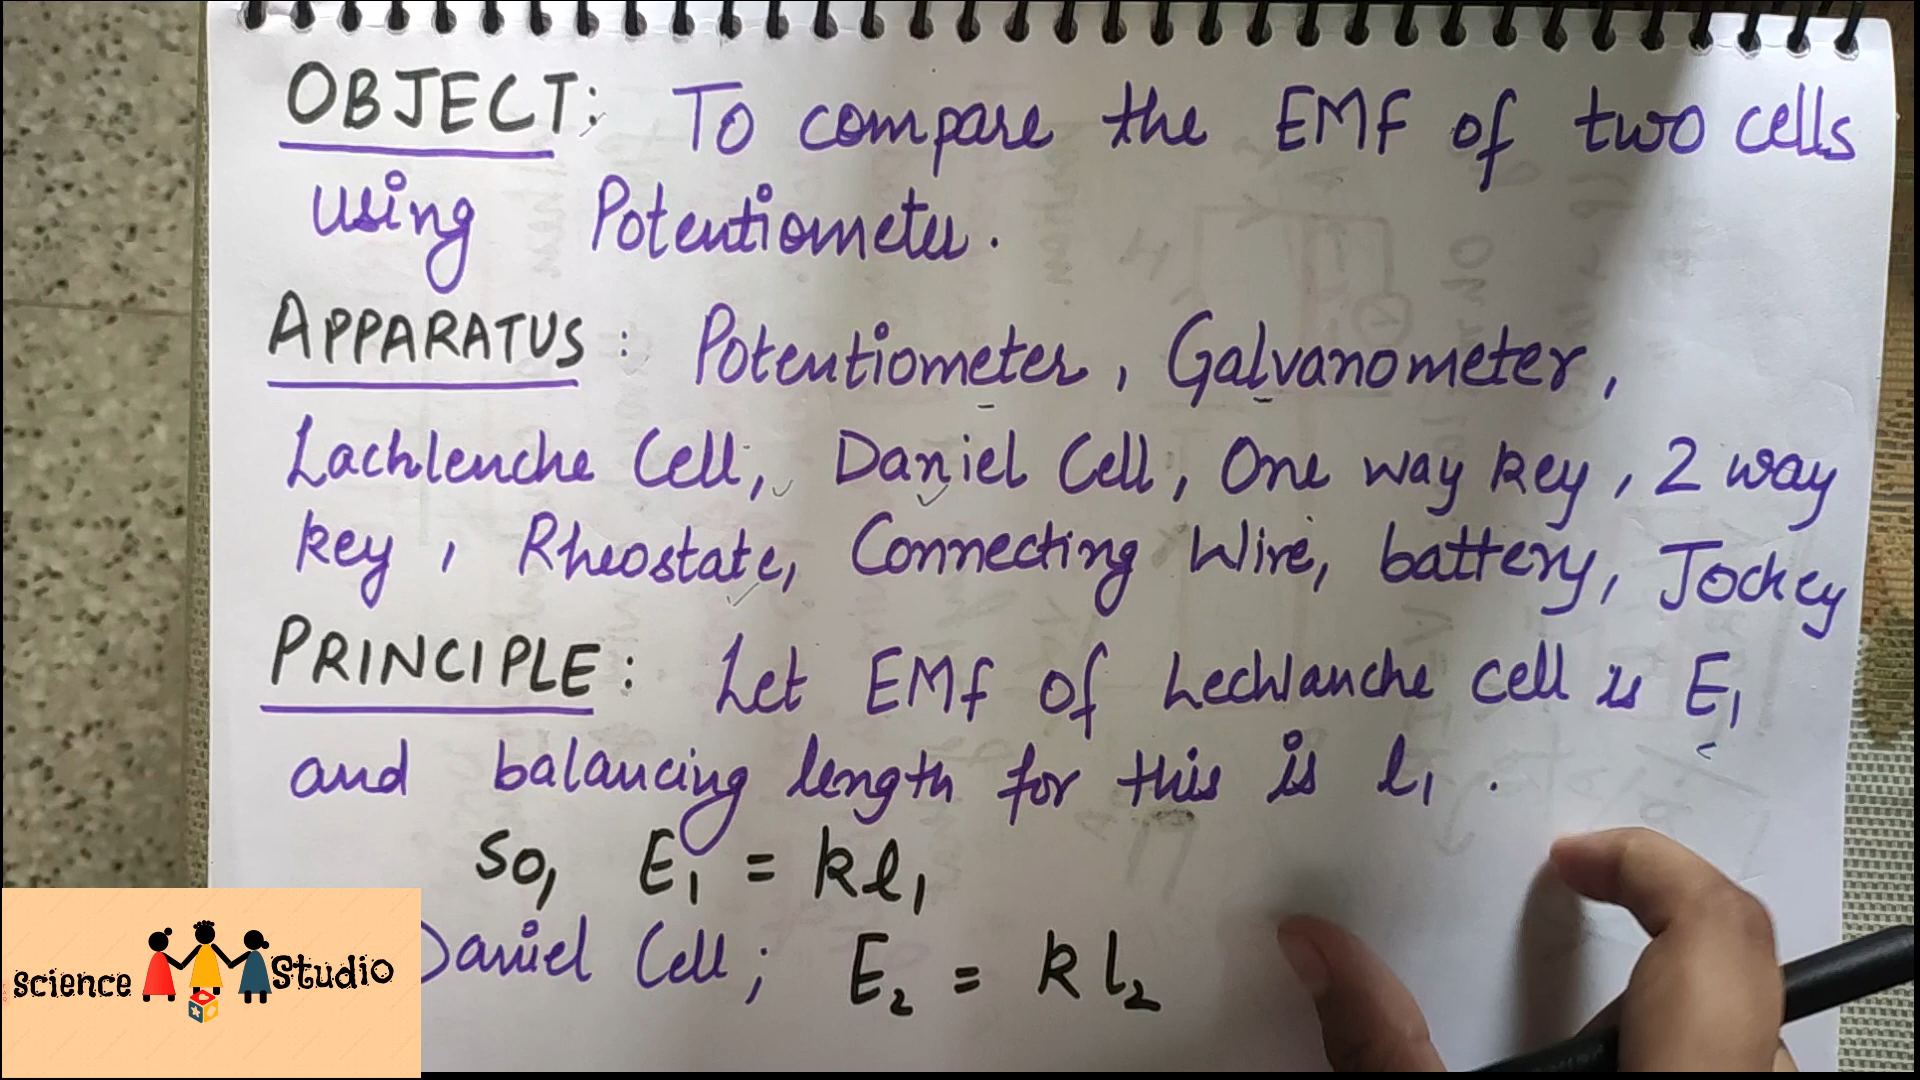 OBJECT: To compare the EMF of two cells
using Potentiometer.
APPARATUS: Potentiometer, Galvanometer,
Lachlenche Cell, Daniel Cell, One way key, 2 way
key, Rheostate, Connecting Wire, battery, Jockey
PRINCIPLE: Let EMF of Lechlanche cell is E₁
and balancing length for this is l₁.
So, E₁ = kl₁
Daniel Cell; E₂ = kl₂
Science Studio